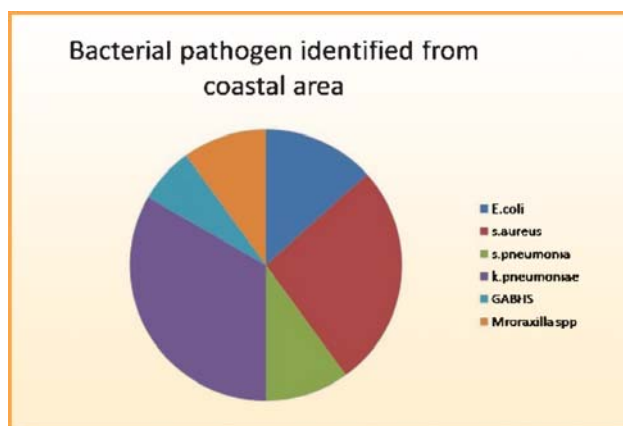 Bacterial pathogen identified from
coastal area
E.coli
s.aureus
s.pneumonia
k.pneumoniae
GABHS
Mroraxilla spp